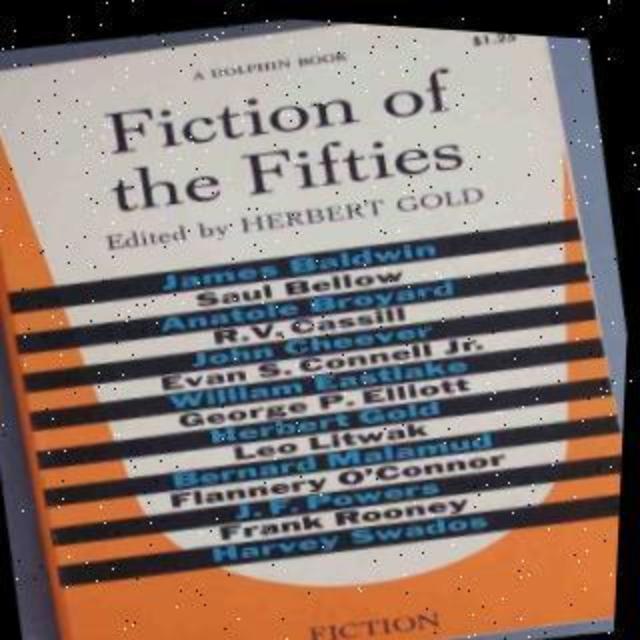 $1.25
A DOLPHIN BOOK
Fiction of
the Fifties
Edited by HERBERT GOLD
James Baldwin
Saul Bellow
Anatole Broyard
R.V. Cassill
John Cheever
Evan S. Connell Jr.
William Eastlake
George P. Elliott
Herbert Gold
Leo Litwak
Bernard Malamud
Flannery O'Connor
J. F. Powers
Frank Rooney
Harvey Swados
FICTION